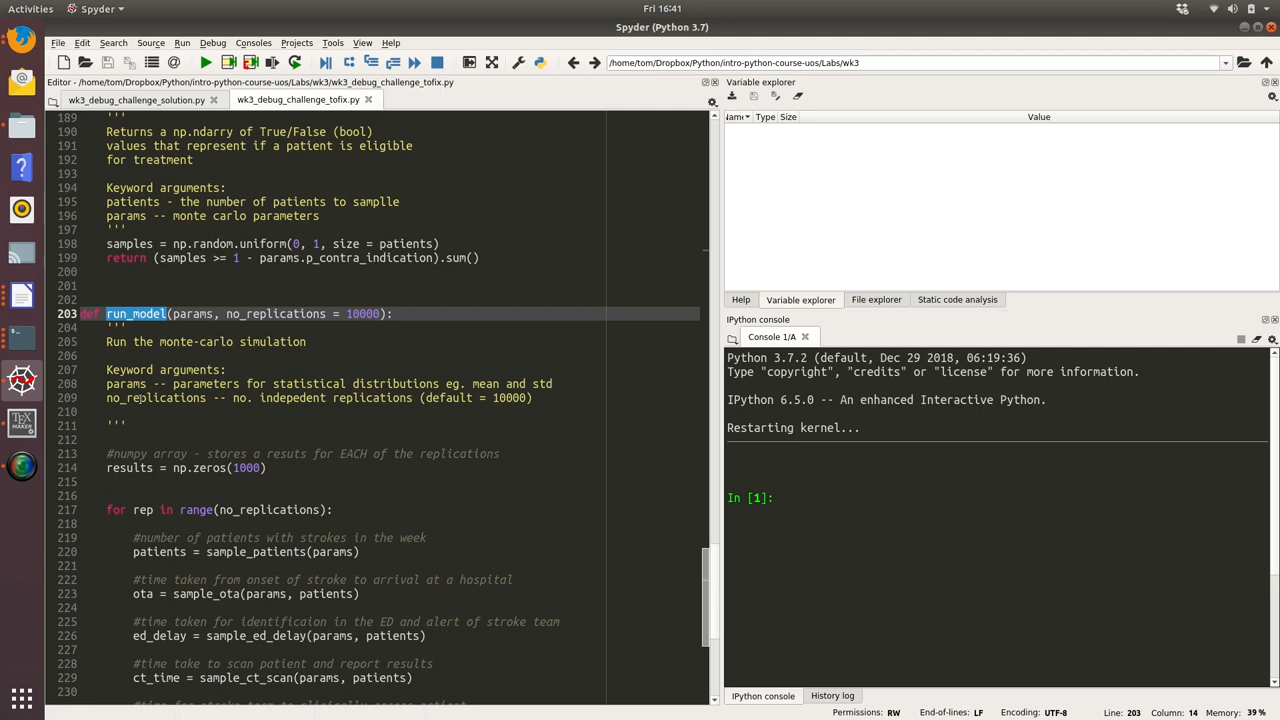 Activities Spyder Fri 16:41
Spyder (Python 3.7)
File Edit Search Source Run Debug Consoles Projects Tools View Help
/home/tom/Dropbox/Python/intro-python-course-uos/Labs/wk3
Editor - /home/tom/Dropbox/Python/intro-python-course-uos/Labs/wk3/wk3_debug_challenge_tofix.py
wk3_debug_challenge_solution.py wk3_debug_challenge_tofix.py
189 '''
190 Returns a np.ndarry of True/False (bool)
191 values that represent if a patient is eligible
192 for treatment
193
194 Keyword arguments:
195 patients - the number of patients to samplle
196 params -- monte carlo parameters
197 '''
198 samples = np.random.uniform(0, 1, size = patients)
199 return (samples >= 1 - params.p_contra_indication).sum()
200
201
202
203 def run_model(params, no_replications = 10000):
204 '''
205 Run the monte-carlo simulation
206
207 Keyword arguments:
208 params -- parameters for statistical distributions eg. mean and std
209 no_replications -- no. indepedent replications (default = 10000)
210
211 '''
212
213 #numpy array - stores a resuts for EACH of the replications
214 results = np.zeros(1000)
215
216
217 for rep in range(no_replications):
218
219 #number of patients with strokes in the week
220 patients = sample_patients(params)
221
222 #time taken from onset of stroke to arrival at a hospital
223 ota = sample_ota(params, patients)
224
225 #time taken for identificaion in the ED and alert of stroke team
226 ed_delay = sample_ed_delay(params, patients)
227
228 #time take to scan patient and report results
229 ct_time = sample_ct_scan(params, patients)
230
Variable explorer
Name Type Size Value
Help Variable explorer File explorer Static code analysis
IPython console
Console 1/A
Python 3.7.2 (default, Dec 29 2018, 06:19:36)
Type "copyright", "credits" or "license" for more information.
IPython 6.5.0 -- An enhanced Interactive Python.
Restarting kernel...
In [1]:
IPython console History log
Permissions: RW End-of-lines: LF Encoding: UTF-8 Line: 203 Column: 14 Memory: 39 %